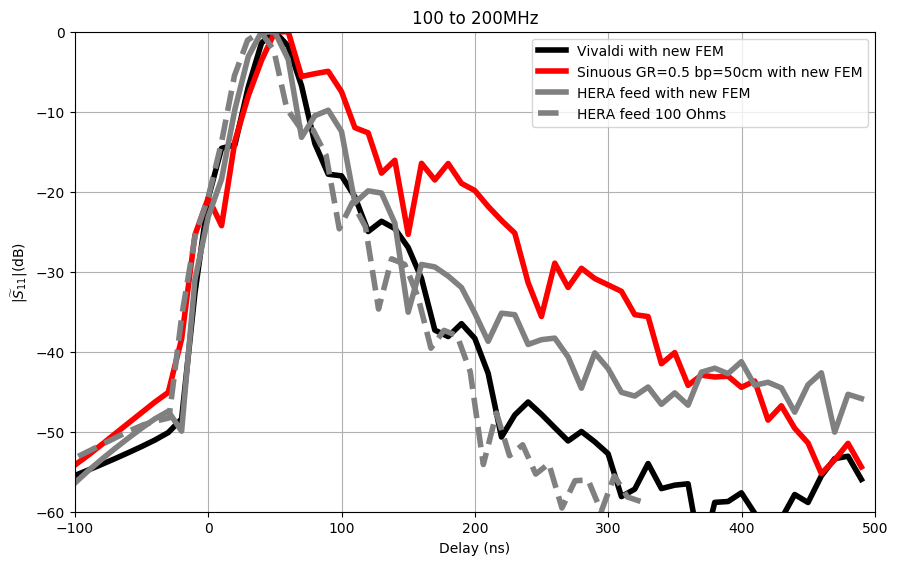 100 to 200MHz
0
−10
−20
−30
−40
−50
−60
|S̃₁₁|(dB)
Vivaldi with new FEM
Sinuous GR=0.5 bp=50cm with new FEM
HERA feed with new FEM
HERA feed 100 Ohms
−100 0 100 200 300 400 500
Delay (ns)